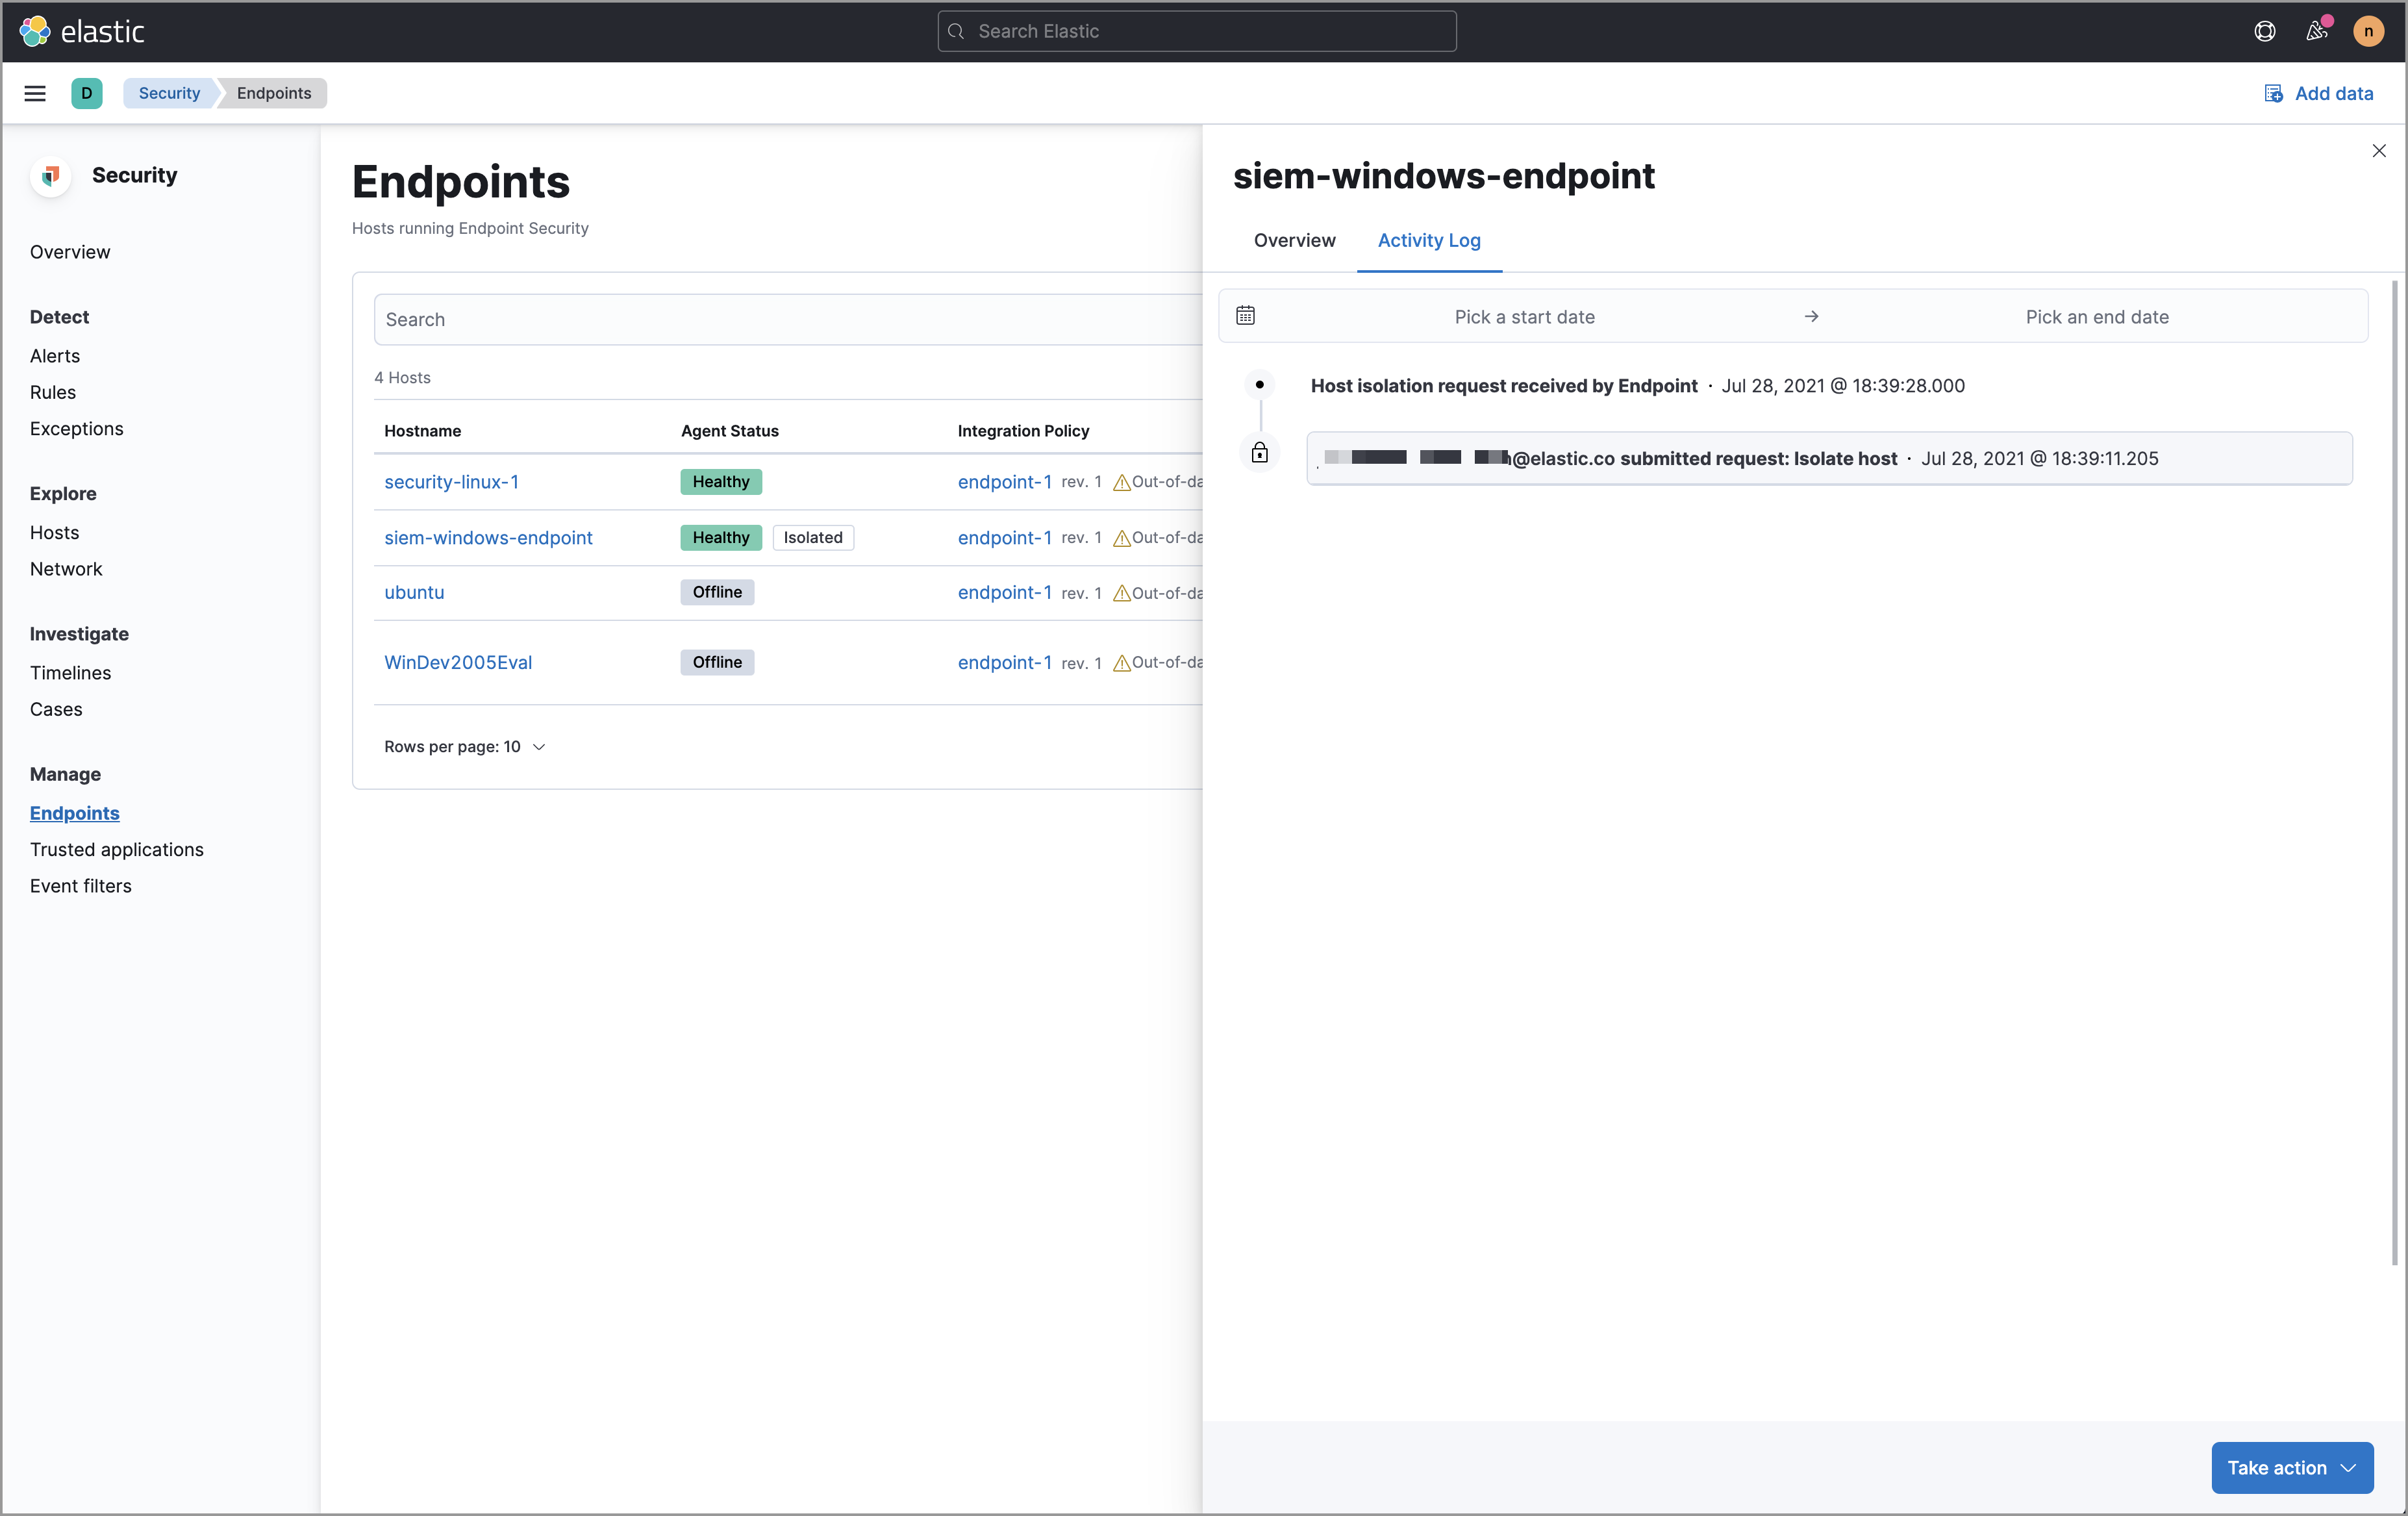 elastic
Search Elastic
n
D
Security
Endpoints
Add data
Security
Overview
Detect
Alerts
Rules
Exceptions
Explore
Hosts
Network
Investigate
Timelines
Cases
Manage
Endpoints
Trusted applications
Event filters
Endpoints
Hosts running Endpoint Security
Search
4 Hosts
Hostname Agent Status Integration Policy
security-linux-1 Healthy endpoint-1 rev. 1 Out-of-da
siem-windows-endpoint Healthy Isolated endpoint-1 rev. 1 Out-of-da
ubuntu Offline endpoint-1 rev. 1 Out-of-da
WinDev2005Eval Offline endpoint-1 rev. 1 Out-of-da
Rows per page: 10
siem-windows-endpoint
Overview Activity Log
Pick a start date → Pick an end date
Host isolation request received by Endpoint · Jul 28, 2021 @ 18:39:28.000
@elastic.co submitted request: Isolate host · Jul 28, 2021 @ 18:39:11.205
Take action